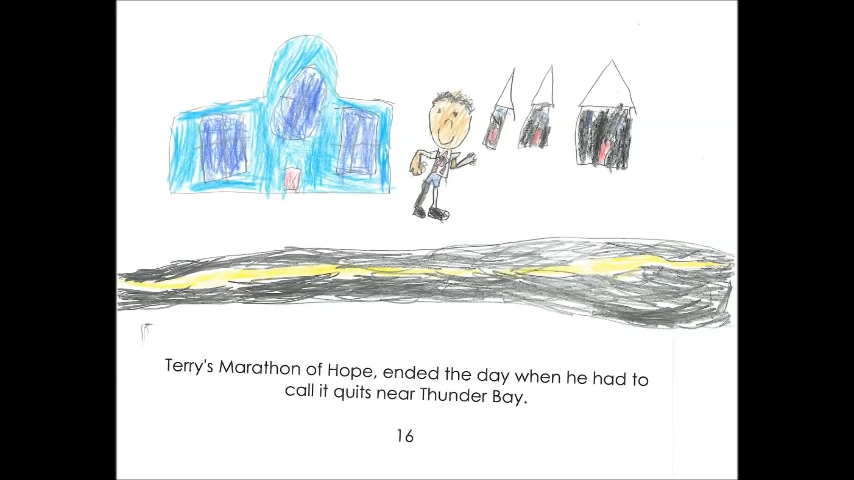 Terry's Marathon of Hope, ended the day when he had to
call it quits near Thunder Bay.
16